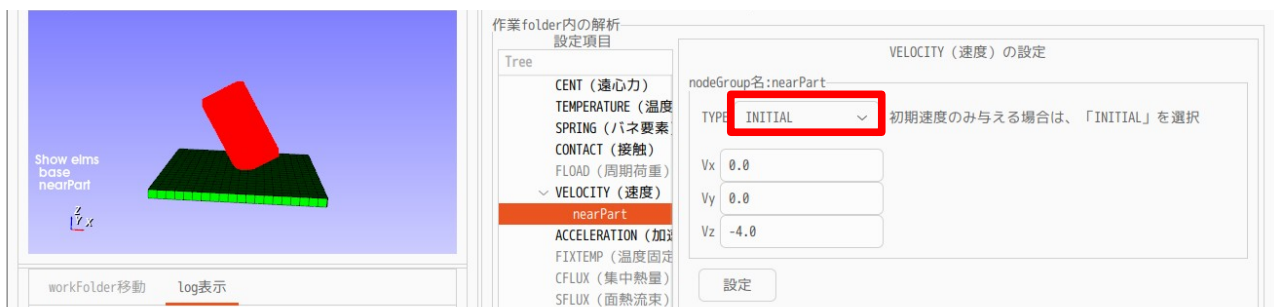 Show elms
base
nearPart
Z
Y X
workFolder移動 log表示
作業folder内の解析
設定項目
Tree
CENT (遠心力)
TEMPERATURE (温度
SPRING (バネ要素
CONTACT (接触)
FLOAD (周期荷重)
VELOCITY (速度)
nearPart
ACCELERATION (加速
FIXTEMP (温度固定
CFLUX (集中熱量)
SFLUX (面熱流束)
VELOCITY (速度) の設定
nodeGroup名:nearPart
TYPE INITIAL 初期速度のみ与える場合は、「INITIAL」を選択
Vx 0.0
Vy 0.0
Vz -4.0
設定